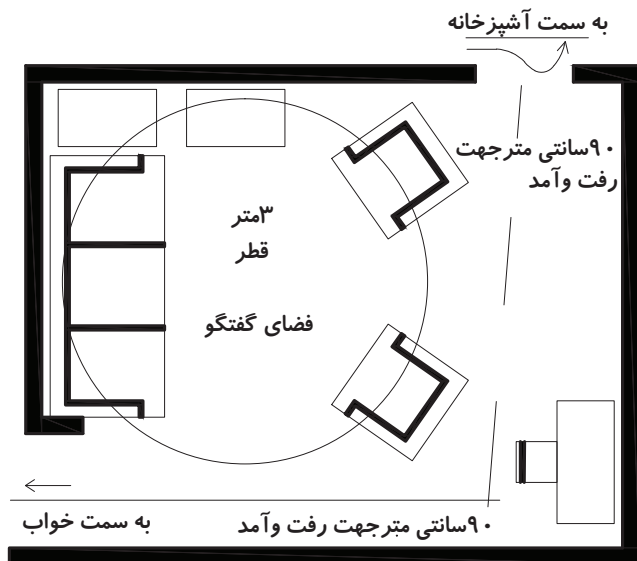 به سمت آشپزخانه
۹۰سانتی مترجهت
رفت وآمد
۳متر
قطر
فضای گفتگو
به سمت خواب
۹۰سانتی مترجهت رفت وآمد